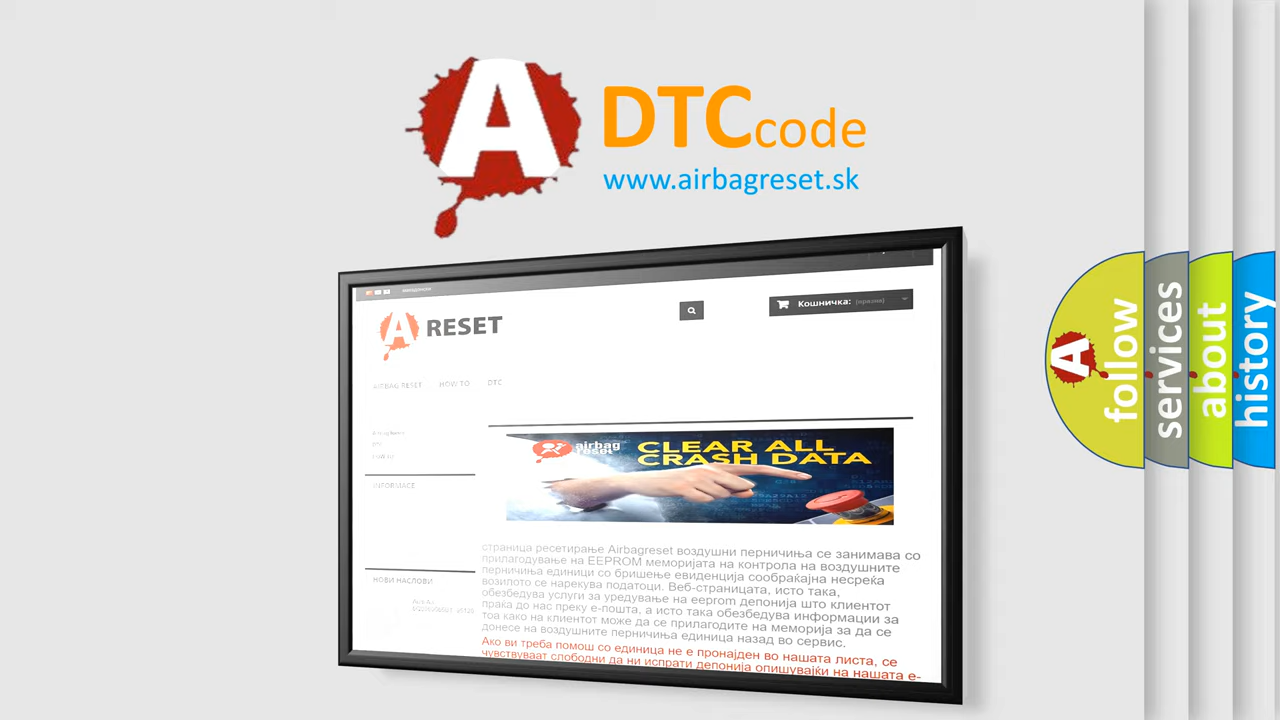 A
DTCcode
www.airbagreset.sk
Кошничка: (празни)
A RESET
AIRBAG RESET HOW TO DTC
airbag
reset
CLEAR ALL
CRASH DATA
INFORMACE
НОВИ НАСЛОВИ
страница ресетирање Airbagreset воздушни перничиња се занимава со
прилагодување на EEPROM меморијата на контрола на воздушните
перничиња единици со бришење евиденција сообраќајна несреќа
возилото се нарекува податоци. Веб-страницата, исто така,
обезбедува услуги за уредување на eeprom депонија што клиентот
праќа до нас преку е-пошта, а исто така обезбедува информации за
тоа како на клиентот може да се прилагодите на меморија за да се
донесе на воздушните перничиња единица назад во сервис.
Ако ви треба помош со единица не е пронајден во нашата листа, се
чувствуваат слободни да ни испрати депонија опишувајќи на нашата е-
A
follow
services
about
history